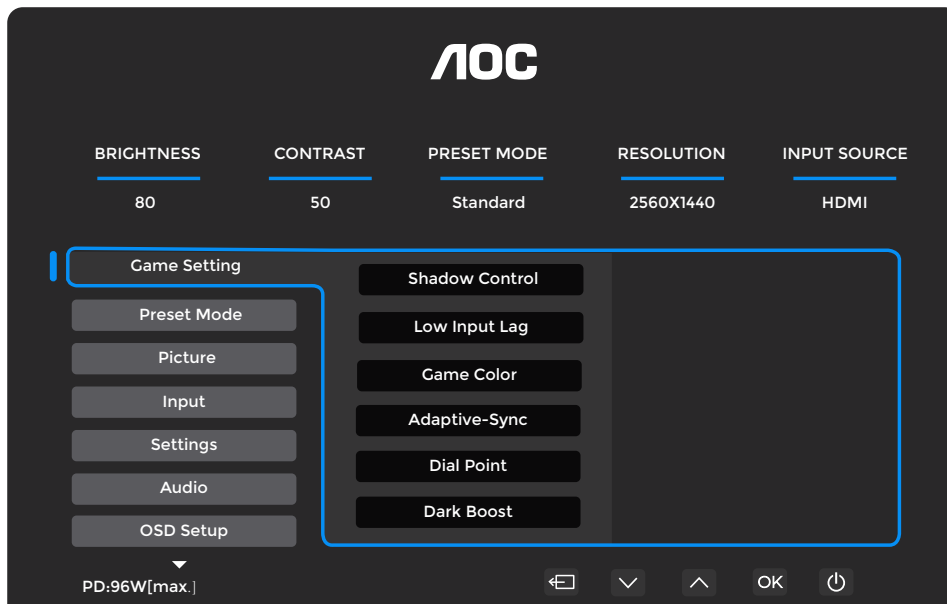 AOC
BRIGHTNESS CONTRAST PRESET MODE RESOLUTION INPUT SOURCE
80 50 Standard 2560X1440 HDMI
Game Setting
Preset Mode
Picture
Input
Settings
Audio
OSD Setup
Shadow Control
Low Input Lag
Game Color
Adaptive-Sync
Dial Point
Dark Boost
PD:96W[max.]
OK